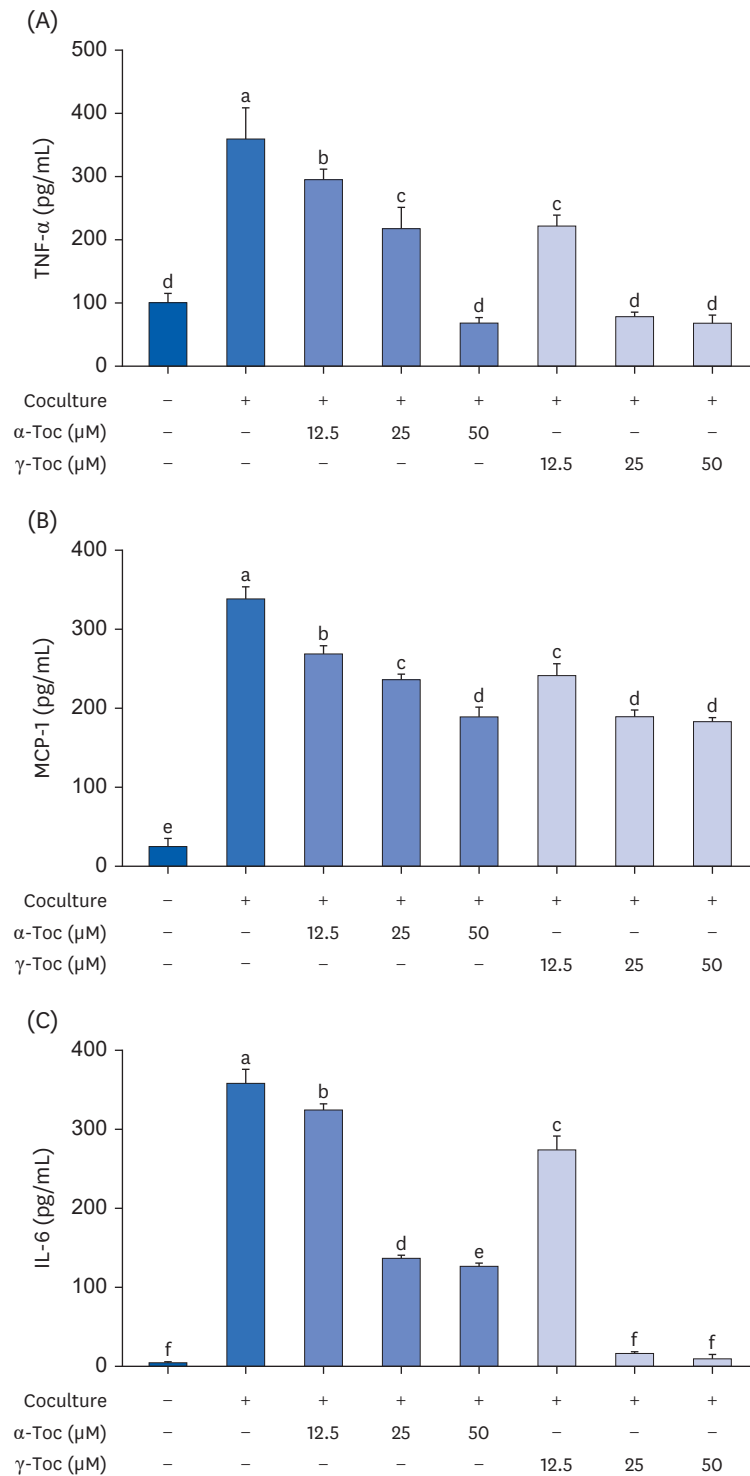 (A)
500
400
300
200
100
0
TNF-α (pg/mL)
d a b c d c d d
Coculture – + + + + + + +
α-Toc (µM) – – 12.5 25 50 – – –
γ-Toc (µM) – – – – – 12.5 25 50
(B)
400
300
200
100
0
MCP-1 (pg/mL)
e a b c d c d d
Coculture – + + + + + + +
α-Toc (µM) – – 12.5 25 50 – – –
γ-Toc (µM) – – – – – 12.5 25 50
(C)
400
300
200
100
0
IL-6 (pg/mL)
f a b d e c f f
Coculture – + + + + + + +
α-Toc (µM) – – 12.5 25 50 – – –
γ-Toc (µM) – – – – – 12.5 25 50